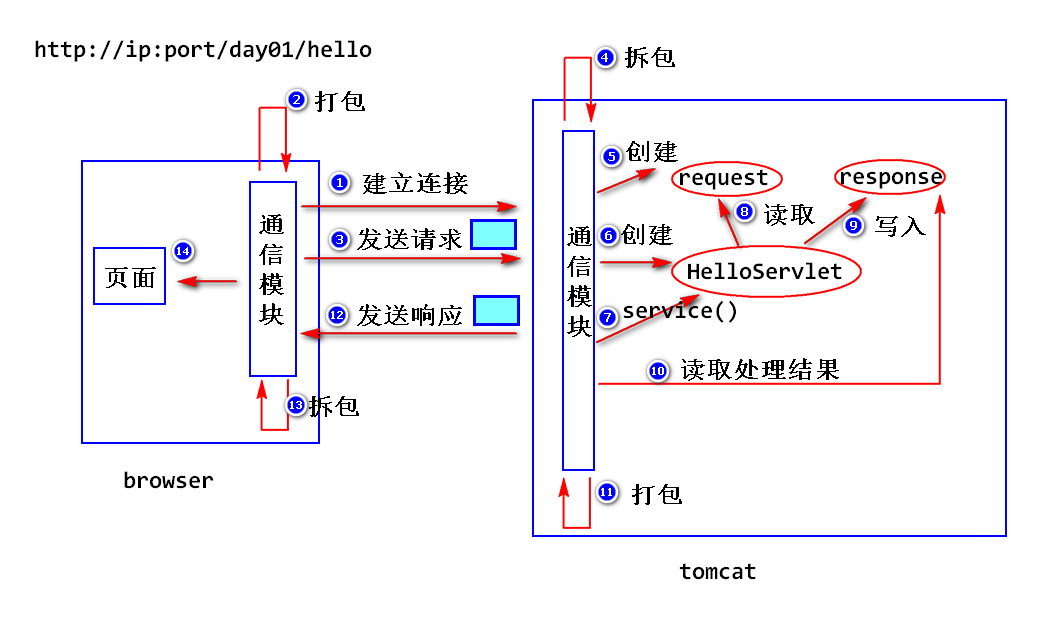 http://ip:port/day01/hello
④ 拆包
② 打包
⑤ 创建
request
response
① 建立连接
⑧ 读取
⑨ 写入
通信模块
③ 发送请求
通信模块
⑥ 创建
⑭
页面
HelloServlet
⑫ 发送响应
⑦ service()
⑩ 读取处理结果
⑬ 拆包
browser
⑪ 打包
tomcat